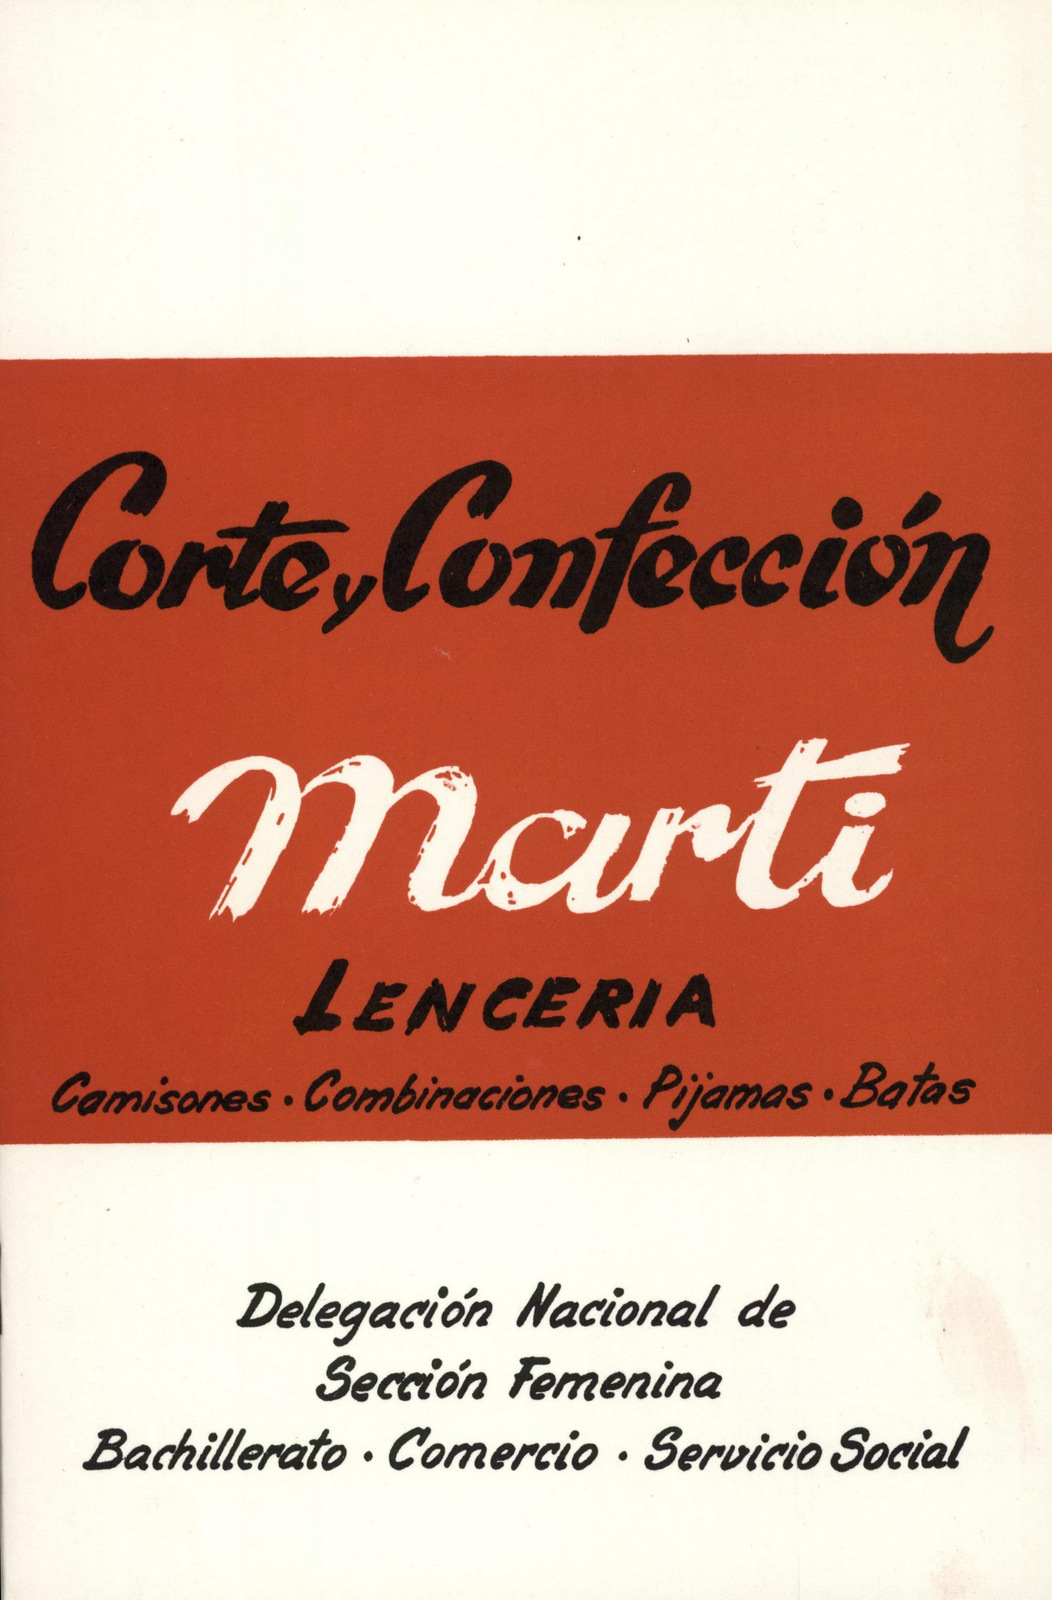 Corte y Confección
Marti
LENCERIA
Camisones · Combinaciones · Pijamas · Batas
Delegación Nacional de
Sección Femenina
Bachillerato · Comercio · Servicio Social